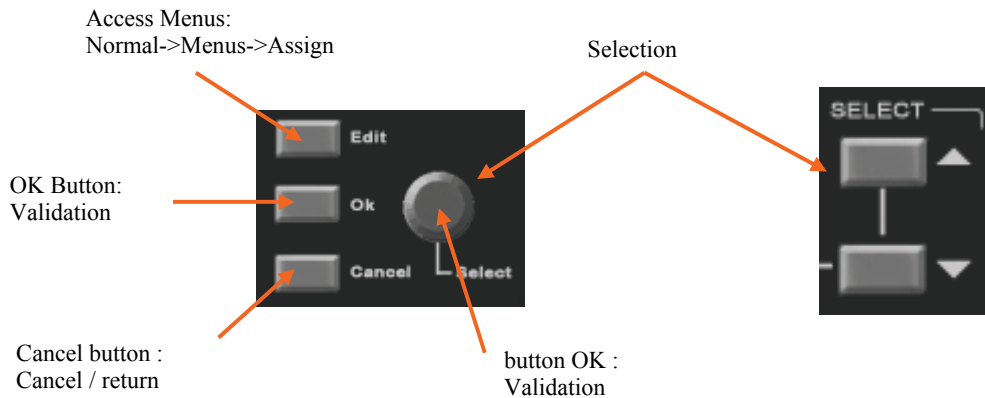 Access Menus:
Normal->Menus->Assign
Selection
SELECT
Edit
OK Button:
Validation
Ok
Cancel
Select
Cancel button :
Cancel / return
button OK :
Validation